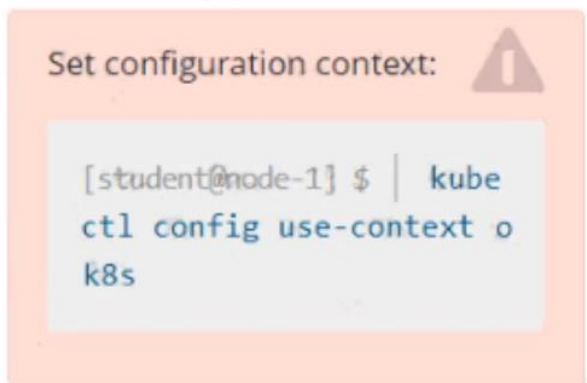 Set configuration context:
[student@node-1] $ | kube
ctl config use-context o
k8s